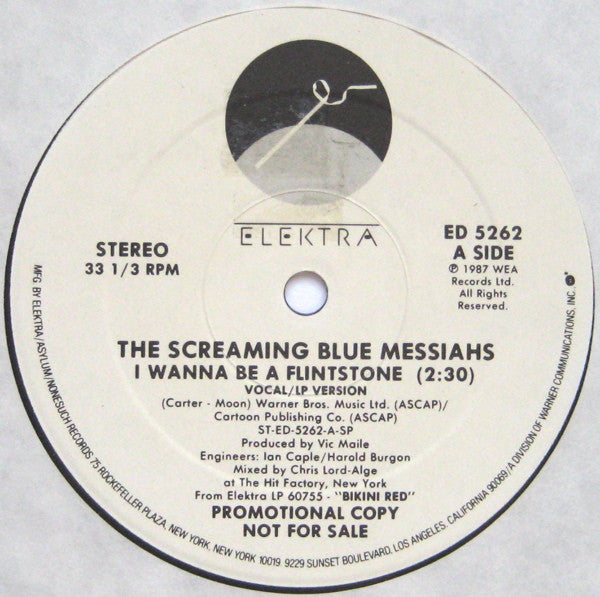 ELEKTRA
STEREO
33 1/3 RPM
ED 5262
A SIDE
℗ 1987 WEA
Records Ltd.
All Rights
Reserved.
THE SCREAMING BLUE MESSIAHS
I WANNA BE A FLINTSTONE (2:30)
VOCAL/LP VERSION
(Carter - Moon) Warner Bros. Music Ltd. (ASCAP)/
Cartoon Publishing Co. (ASCAP)
ST-ED-5262-A-SP
Produced by Vic Maile
Engineers: Ian Caple/Harold Burgon
Mixed by Chris Lord-Alge
at The Hit Factory, New York
From Elektra LP 60755 - "BIKINI RED"
PROMOTIONAL COPY
NOT FOR SALE
MFG. BY ELEKTRA/ASYLUM/NONESUCH RECORDS 75 ROCKEFELLER PLAZA, NEW YORK, NEW YORK 10019. 9229 SUNSET BOULEVARD, LOS ANGELES, CALIFORNIA 90069/A DIVISION OF WARNER COMMUNICATIONS, INC.